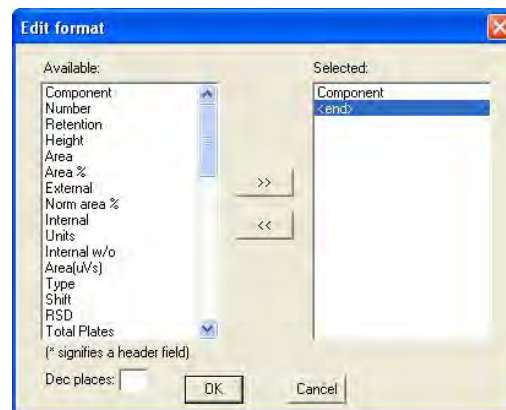 Edit format
Available:
Component
Number
Retention
Height
Area
Area %
External
Norm area %
Internal
Units
Internal w/o
Area(uVs)
Type
Shift
RSD
Total Plates
(* signifies a header field)
Dec places:
>>
<<
Selected:
Component
<end>
OK
Cancel